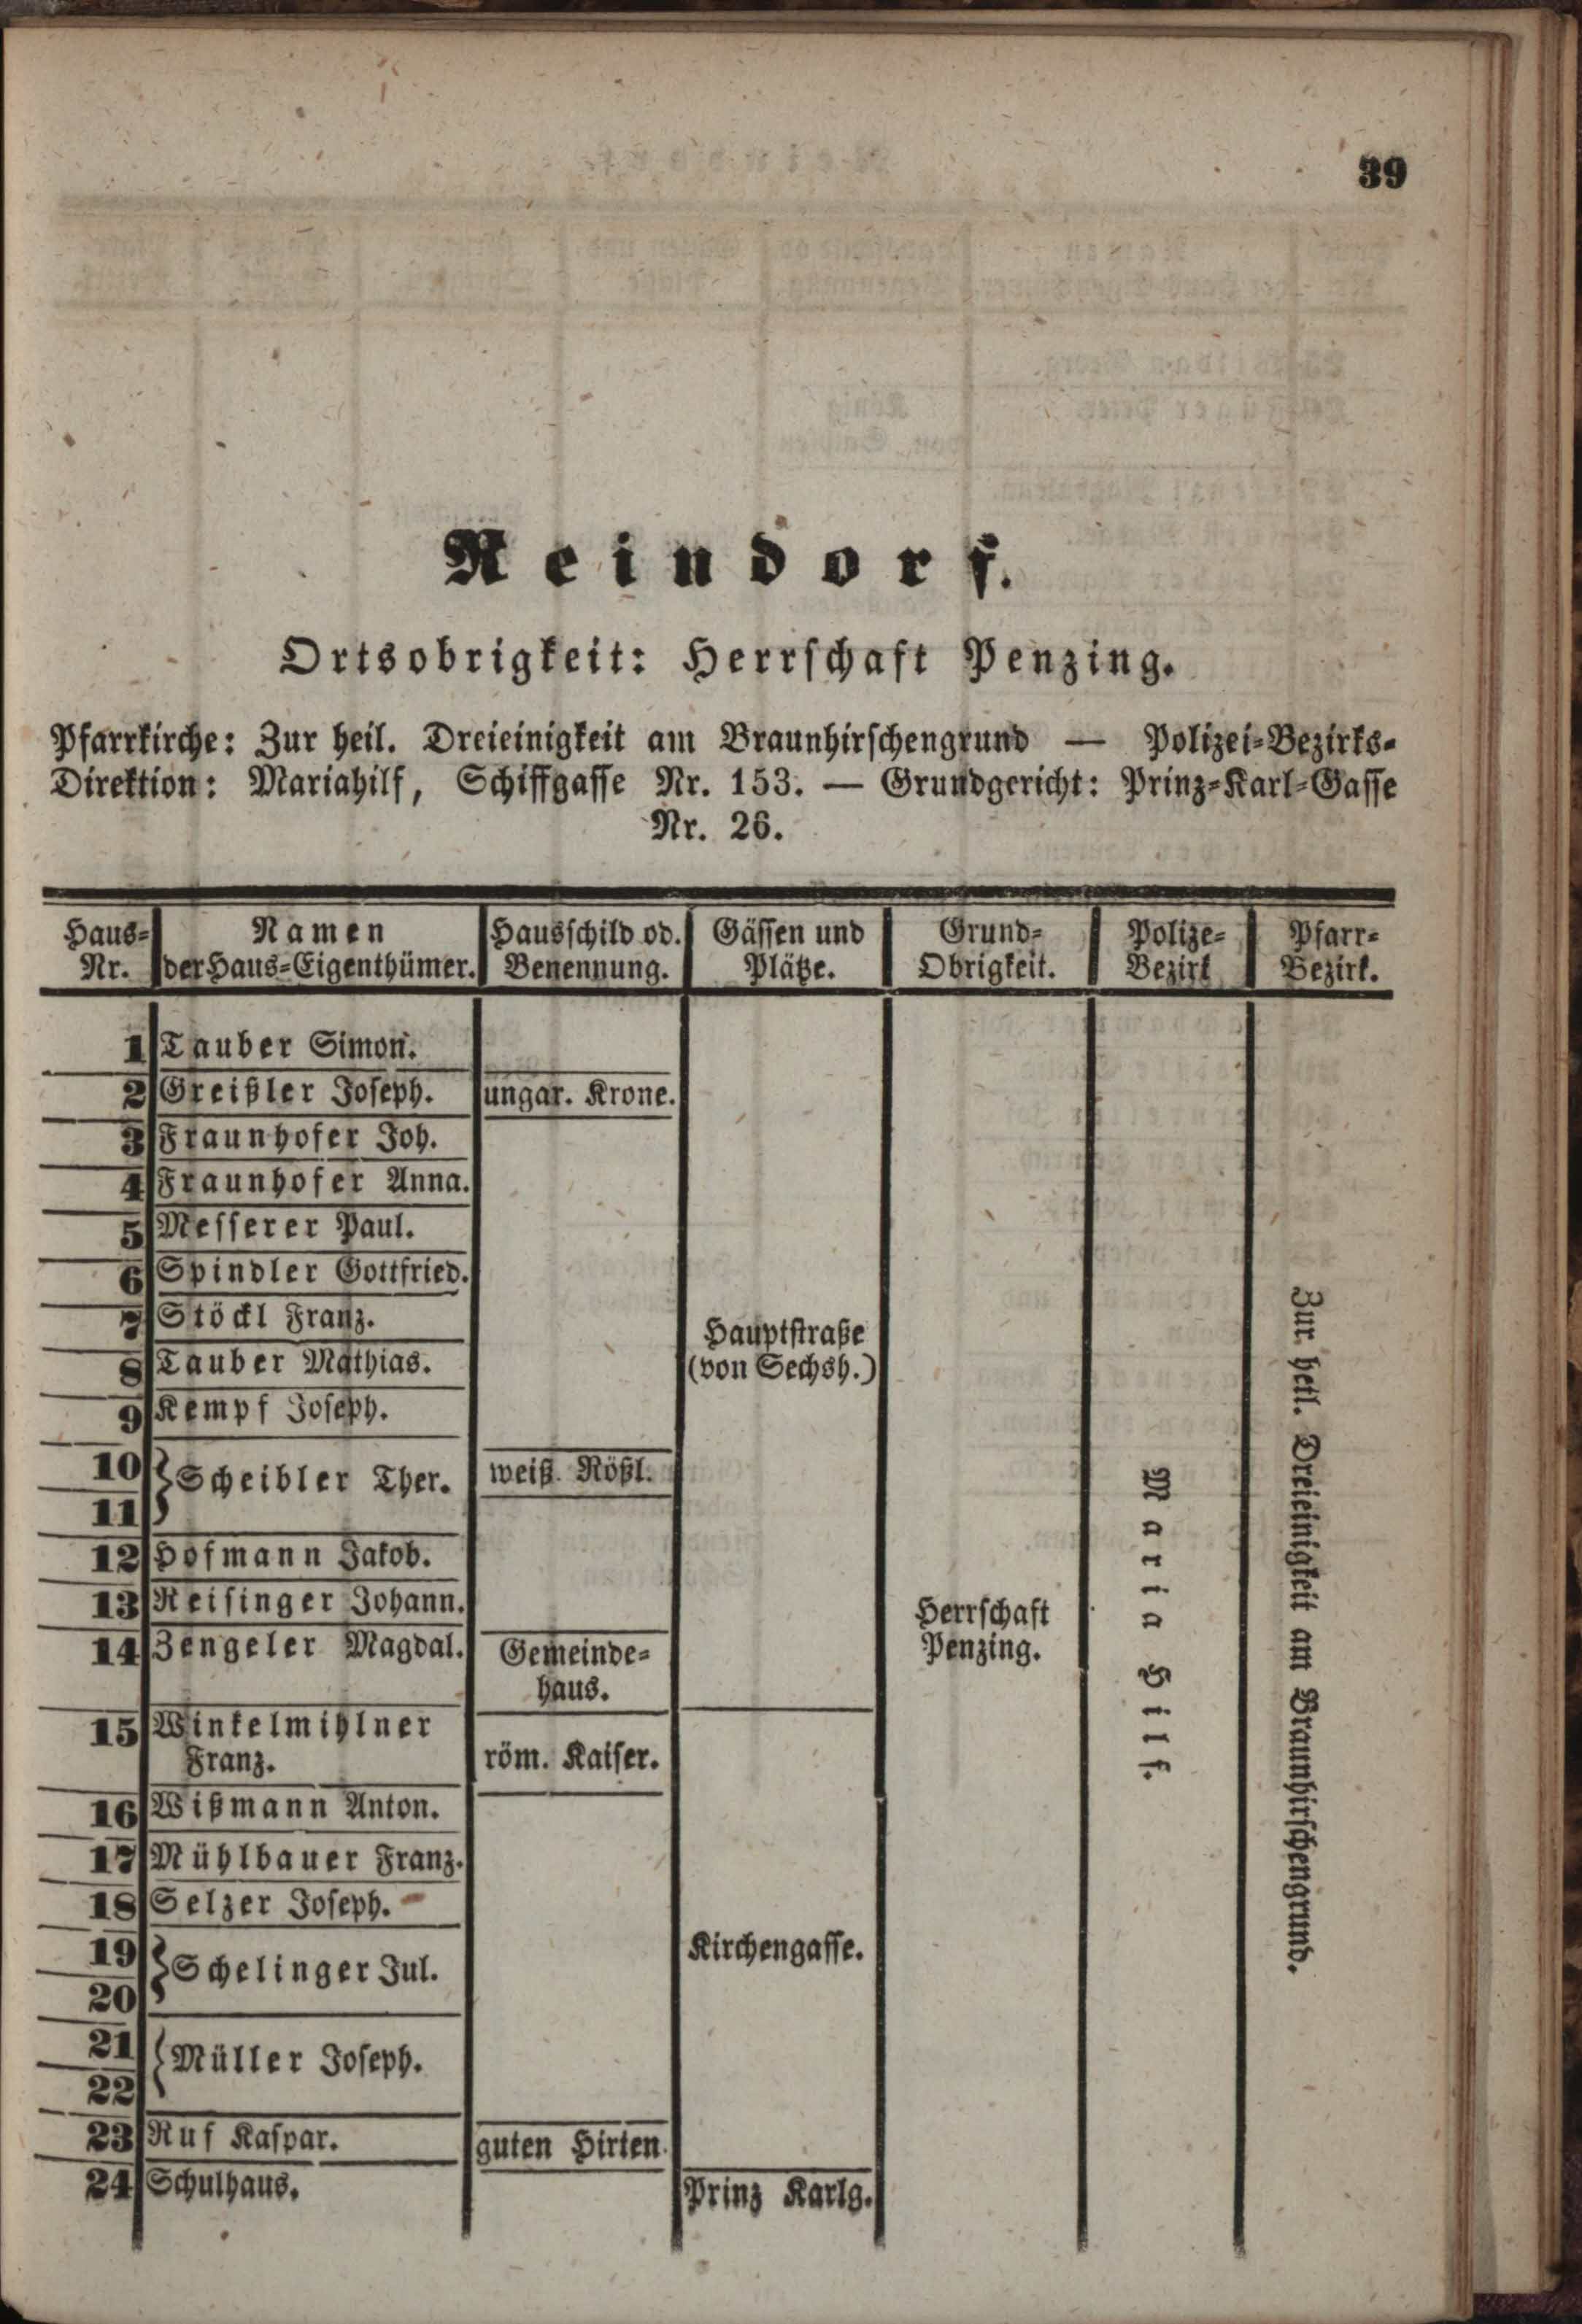 39
Reindorf.
Ortsobrigkeit: Herrschaft Penzing.
Pfarrkirche: Zur heil. Dreieinigkeit am Braunhirschengrund — Polizei-Bezirks-
Direktion: Mariahilf, Schiffgasse Nr. 153. — Grundgericht: Prinz-Karl-Gasse
Nr. 26.
Haus-Nr. Namen der Haus-Eigenthümer. Hausschild od. Benennung. Gässen und Plätze. Grund-Obrigkeit. Polize-Bezirk Pfarr-Bezirk.
1 Tauber Simon.
2 Greißler Joseph. ungar. Krone.
3 Fraunhofer Joh.
4 Fraunhofer Anna.
5 Messerer Paul.
6 Spindler Gottfried.
7 Stöckl Franz.
8 Tauber Mathias.
9 Kempf Joseph.
10
11
Scheibler Ther. weiß. Rößl.
12 Hofmann Jakob.
13 Reisinger Johann.
14 Zengeler Magdal. Gemeinde-
haus.
15 Winkelmihlner
Franz. röm. Kaiser.
16 Wißmann Anton.
17 Mühlbauer Franz.
18 Selzer Joseph.
19
20
Schelinger Jul.
21
22
Müller Joseph.
23 Ruf Kaspar. guten Hirten.
24 Schulhaus.
Hauptstraße
(von Sechsh.)
Kirchengasse.
Prinz Karlg.
Herrschaft
Penzing.
Maria Hilf.
Zur heil. Dreieinigkeit am Braunhirschengrund.